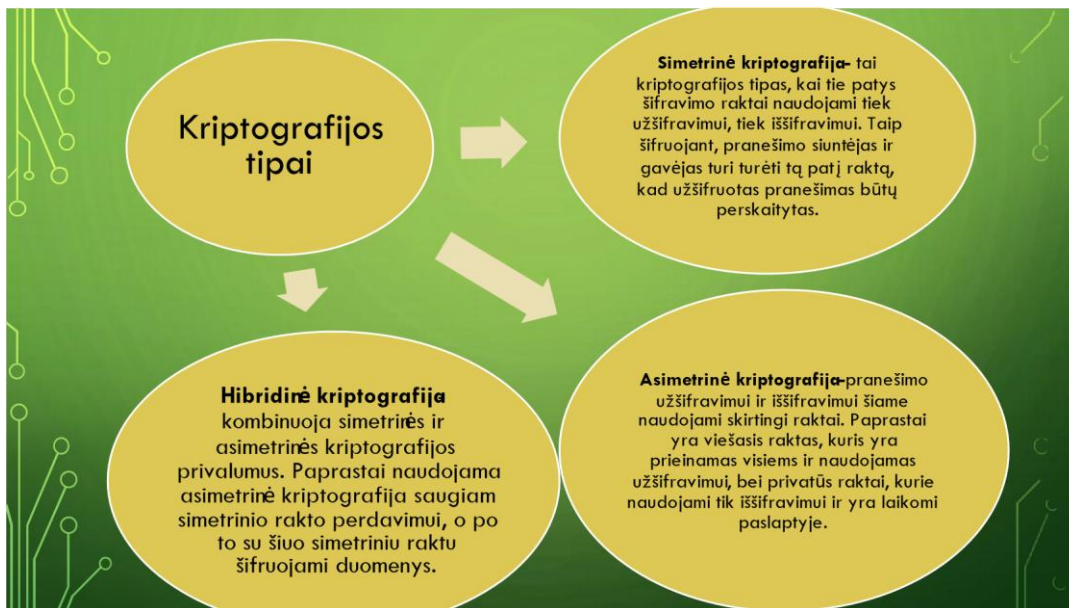 Kriptografijos
tipai
Simetrinė kriptografija- tai
kriptografijos tipas, kai tie patys
šifravimo raktai naudojami tiek
užšifravimui, tiek iššifravimui. Taip
šifruojant, pranešimo siuntėjas ir
gavėjas turi turėti tą patį raktą,
kad užšifruotas pranešimas būtų
perskaitytas.
Hibridinė kriptografija
kombinuoja simetrinės ir
asimetrinės kriptografijos
privalumus. Paprastai naudojama
asimetrinė kriptografija saugiam
simetrinio rakto perdavimui, o po
to su šiuo simetriniu raktu
šifruojami duomenys.
Asimetrinė kriptografija-pranešimo
užšifravimui ir iššifravimui šiame
naudojami skirtingi raktai. Paprastai
yra viešasis raktas, kuris yra
prieinamas visiems ir naudojamas
užšifravimui, bei privatūs raktai, kurie
naudojami tik iššifravimui ir yra laikomi
paslaptyje.